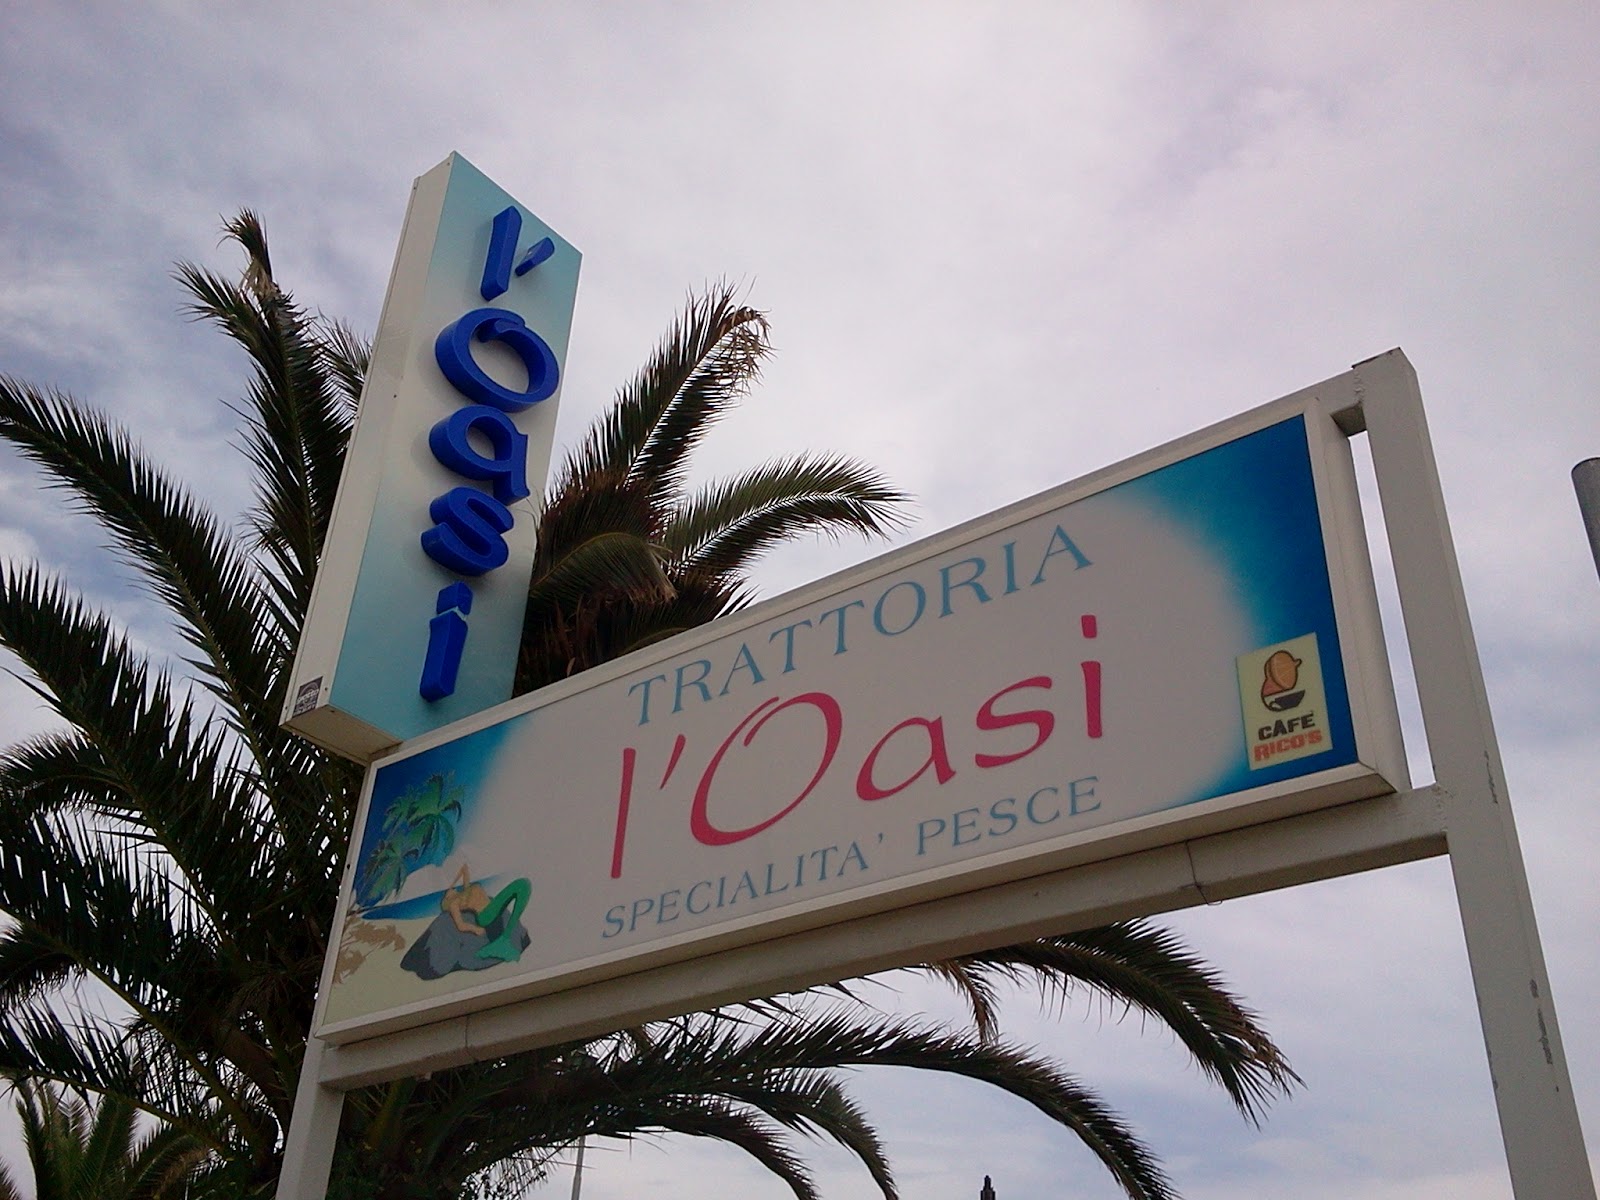 l'Oasi
TRATTORIA
l'Oasi
SPECIALITA' PESCE
CAFE'
RICO'S